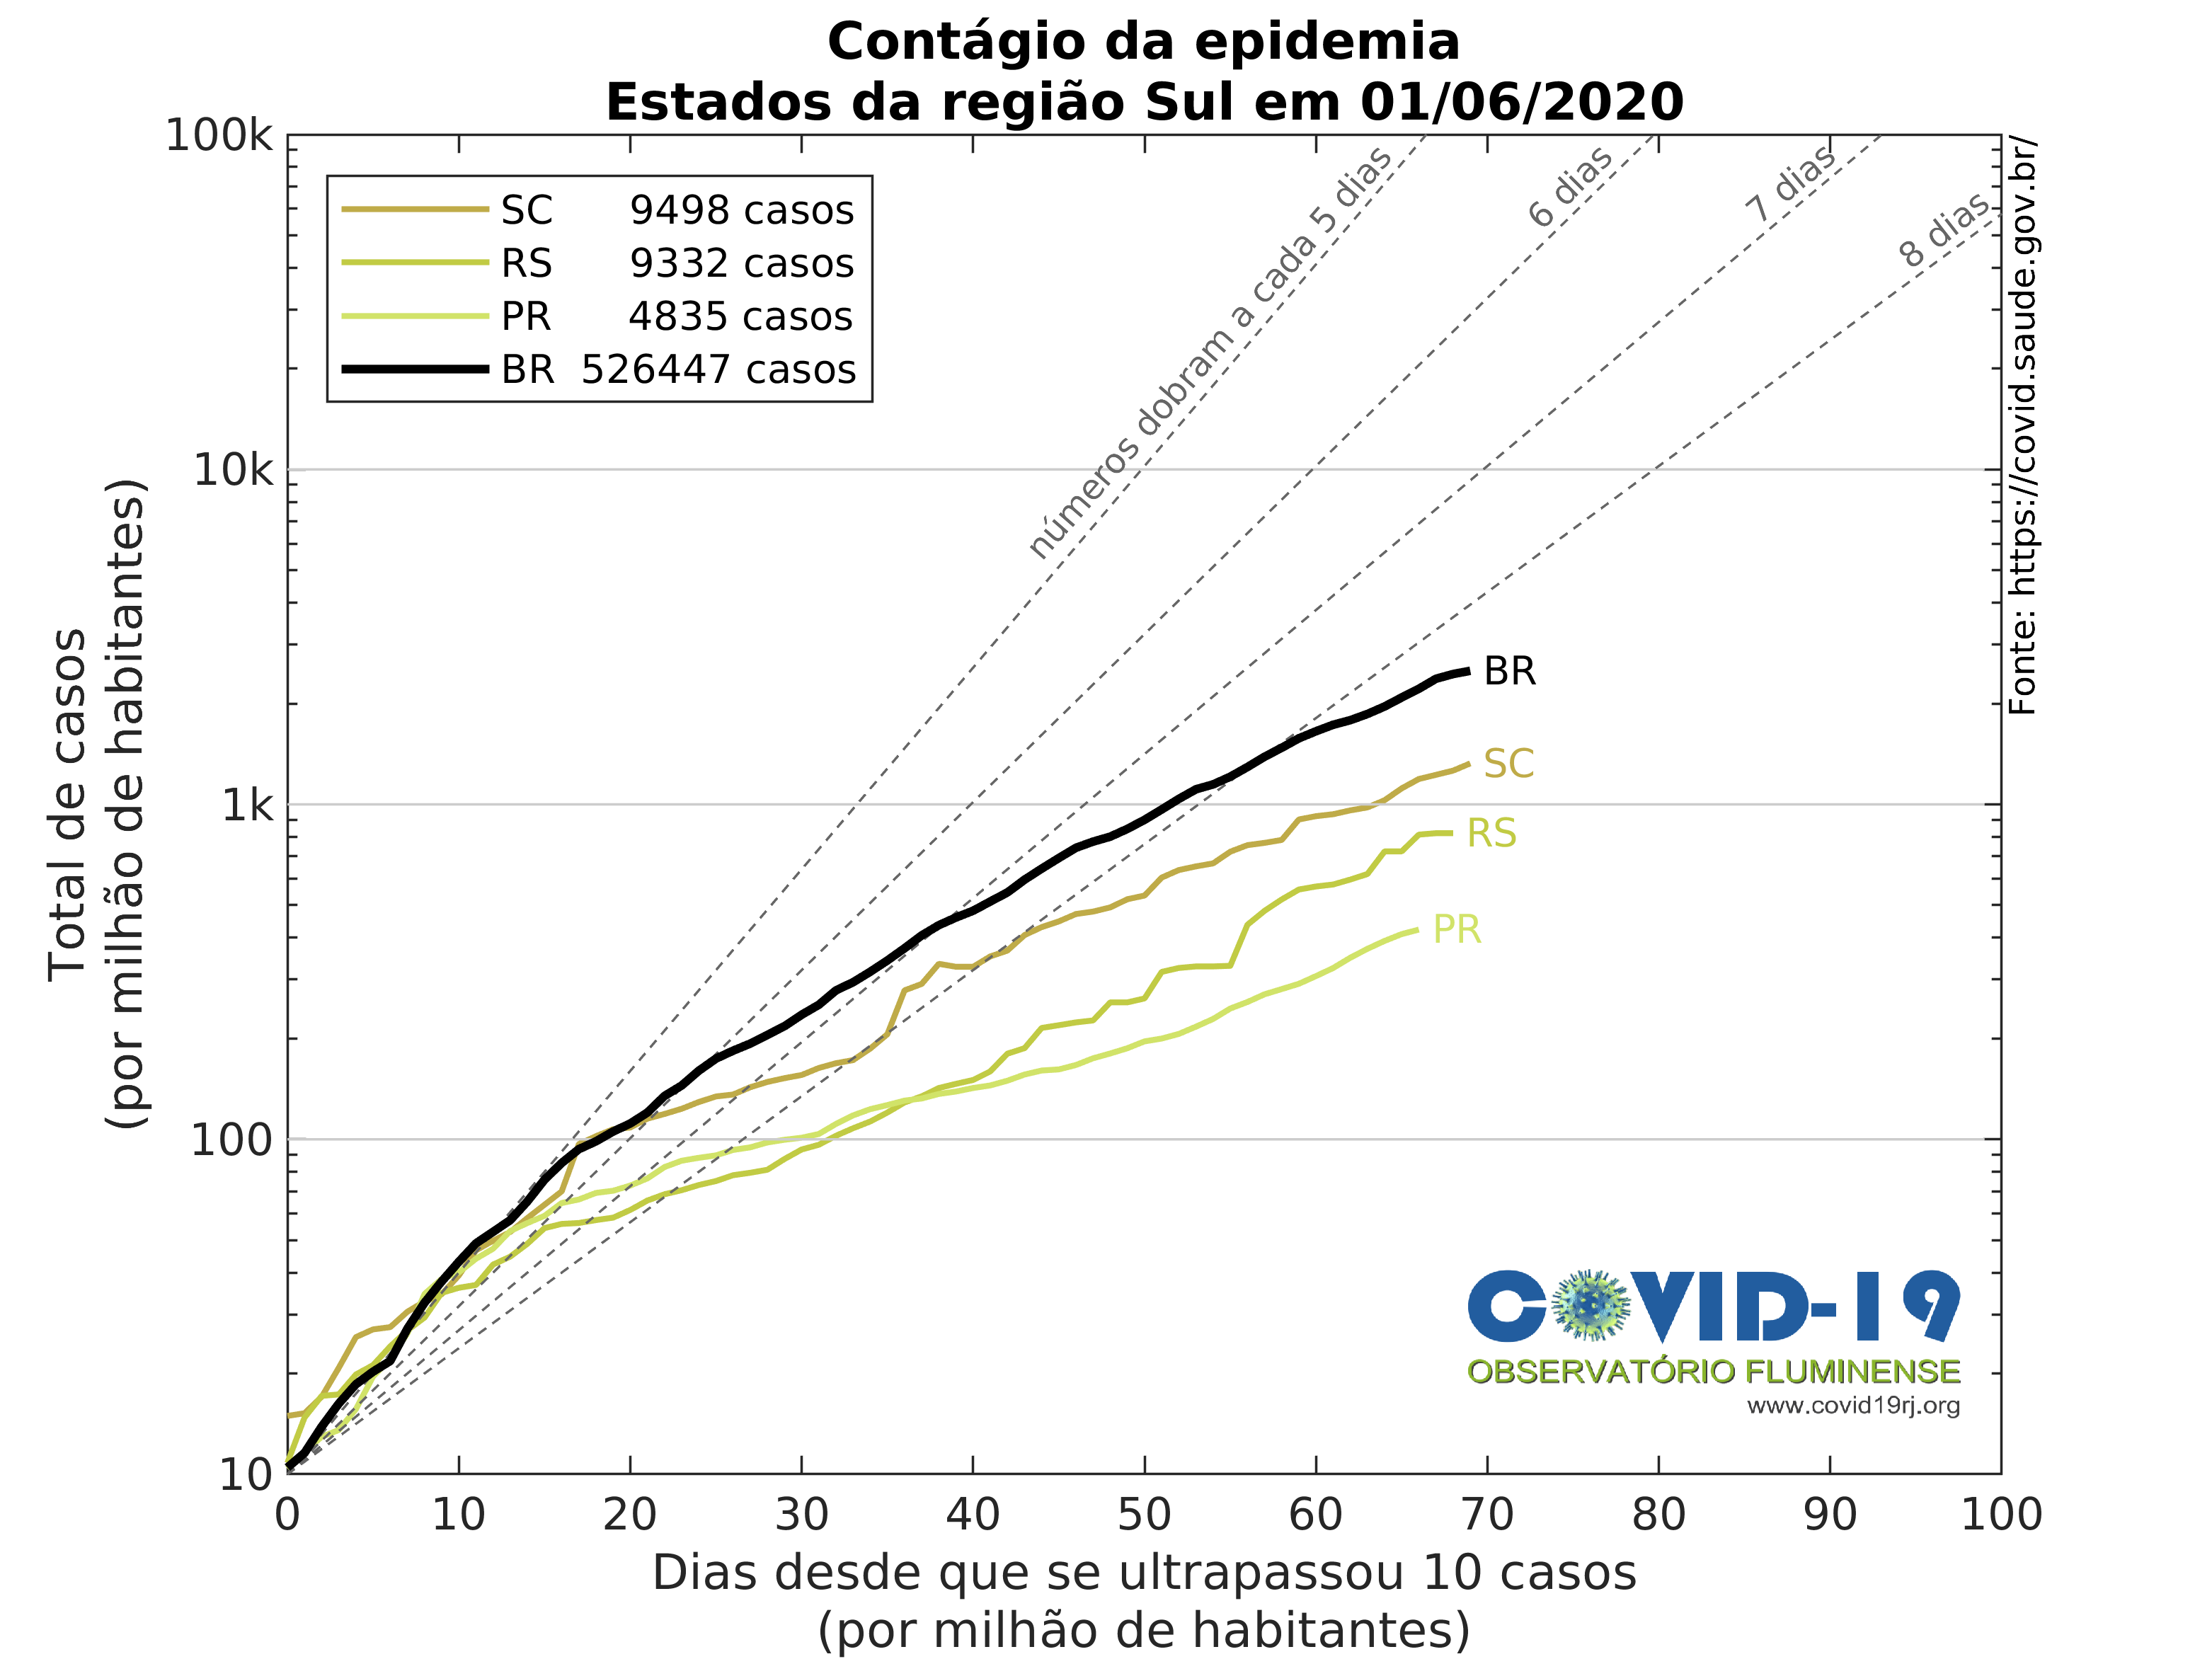 Contágio da epidemia
Estados da região Sul em 01/06/2020
100k
10k
1k
100
10
Total de casos
(por milhão de habitantes)
SC 9498 casos
RS 9332 casos
PR 4835 casos
BR 526447 casos
números dobram a cada 5 dias
6 dias
7 dias
8 dias
BR
SC
RS
PR
Fonte: https://covid.saude.gov.br/
COVID-19
OBSERVATÓRIO FLUMINENSE
www.covid19rj.org
0 10 20 30 40 50 60 70 80 90 100
Dias desde que se ultrapassou 10 casos
(por milhão de habitantes)